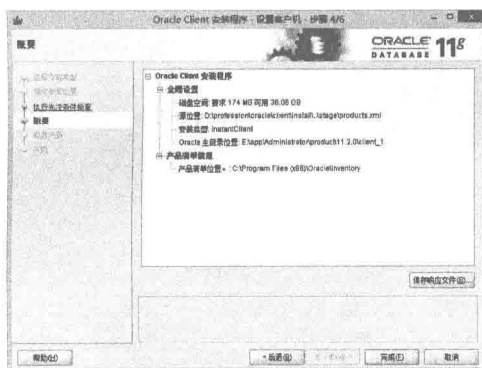 Oracle Client 安装程序 - 设置客户机 - 步骤 4/6
概要
ORACLE 11g
DATABASE
执行先决条件检查
概要
Oracle Client 安装程序
全局设置
磁盘空间: 要求 174 MB 可用 36.06 GB
源位置: D:\profession\oracle\client\install\..\stage\products.xml
安装类型: InstantClient
Oracle 主目录位置: E:\app\Administrator\product\11.2.0\client_1
产品清单信息
产品清单位置: C:\Program Files (x86)\Oracle\Inventory
保存响应文件(S)...
帮助(H)
< 后退(B)
完成(F)
取消